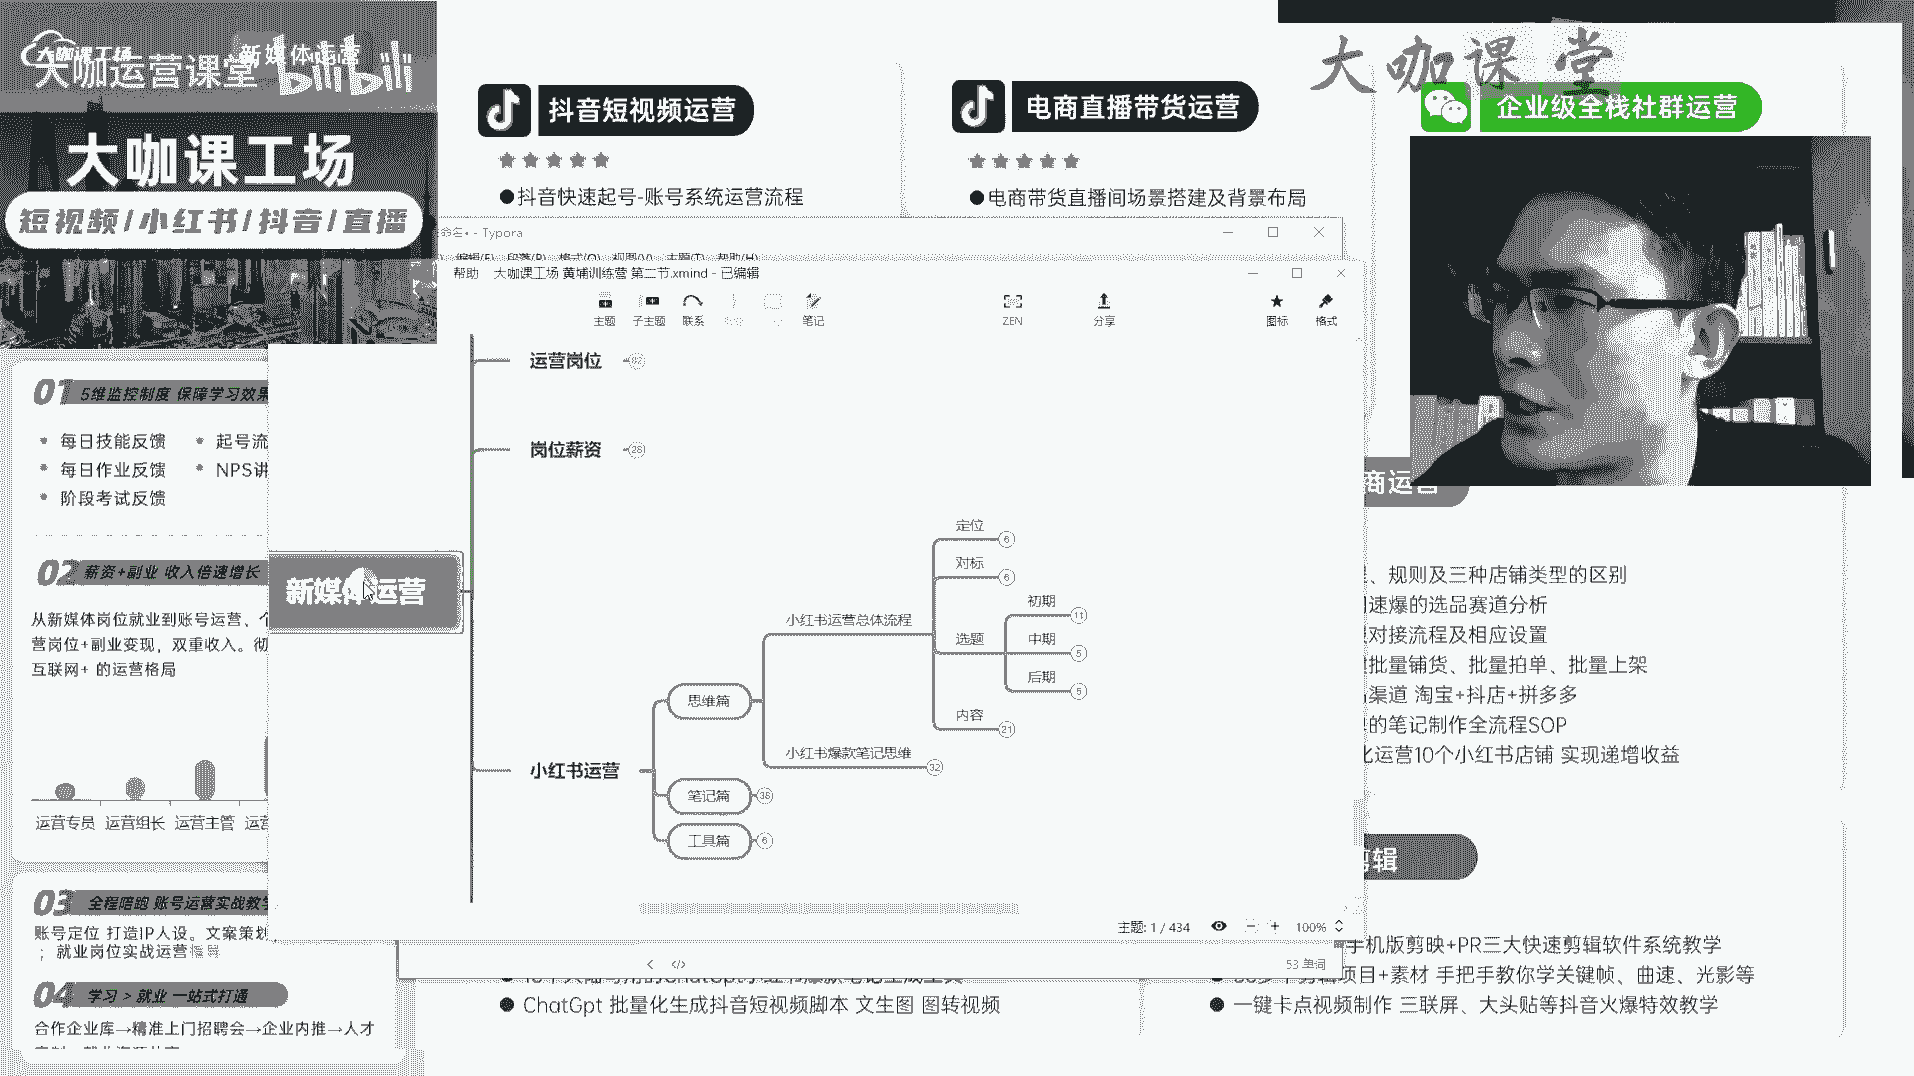 大咖课工场
新媒体运营
大咖运营课堂
bilibili
大咖课工场
短视频/小红书/抖音/直播
抖音短视频运营
●抖音快速起号-账号系统运营流程
电商直播带货运营
●电商带货直播间场景搭建及背景布局
大咖课堂
企业级全栈社群运营
01 5维监控制度 保障学习效果
每日技能反馈
起号流
每日作业反馈
NPS讲
阶段考试反馈
02 薪资+副业 收入倍速增长
从新媒体岗位就业到账号运营、
营岗位+副业变现，双重收入。彻
互联网+ 的运营格局
运营专员 运营组长 运营主管 运营
03 全程陪跑 账号运营实战教学
账号定位 打造IP人设。文案策划
；就业岗位实战运营指导
04 学习 > 就业 一站式打通
合作企业库→精准上门招聘会→企业内推→人才
命名• - Typora
编辑(E) 段落(P) 格式(O) 视图(V) 主题(T) 帮助(H)
帮助 大咖课工场 黄埔训练营 第二节.xmind - 已编辑
主题
子主题
联系
笔记
ZEN
分享
图标
格式
运营岗位
92
岗位薪资
28
新媒体运营
小红书运营
思维篇
小红书运营总体流程
定位
6
对标
6
选题
初期
11
中期
5
后期
5
内容
21
小红书爆款笔记思维
32
笔记篇
38
工具篇
6
主题: 1 / 434
100%
53 单词
商运营
、规则及三种店铺类型的区别
速爆的选品赛道分析
对接流程及相应设置
批量铺货、批量拍单、批量上架
渠道 淘宝+抖店+拼多多
的笔记制作全流程SOP
化运营10个小红书店铺 实现递增收益
剪辑
手机版剪映+PR三大快速剪辑软件系统教学
项目+素材 手把手教你学关键帧、曲速、光影等
●一键卡点视频制作 三联屏、大头贴等抖音火爆特效教学
●ChatGpt 批量化生成抖音短视频脚本 文生图 图转视频